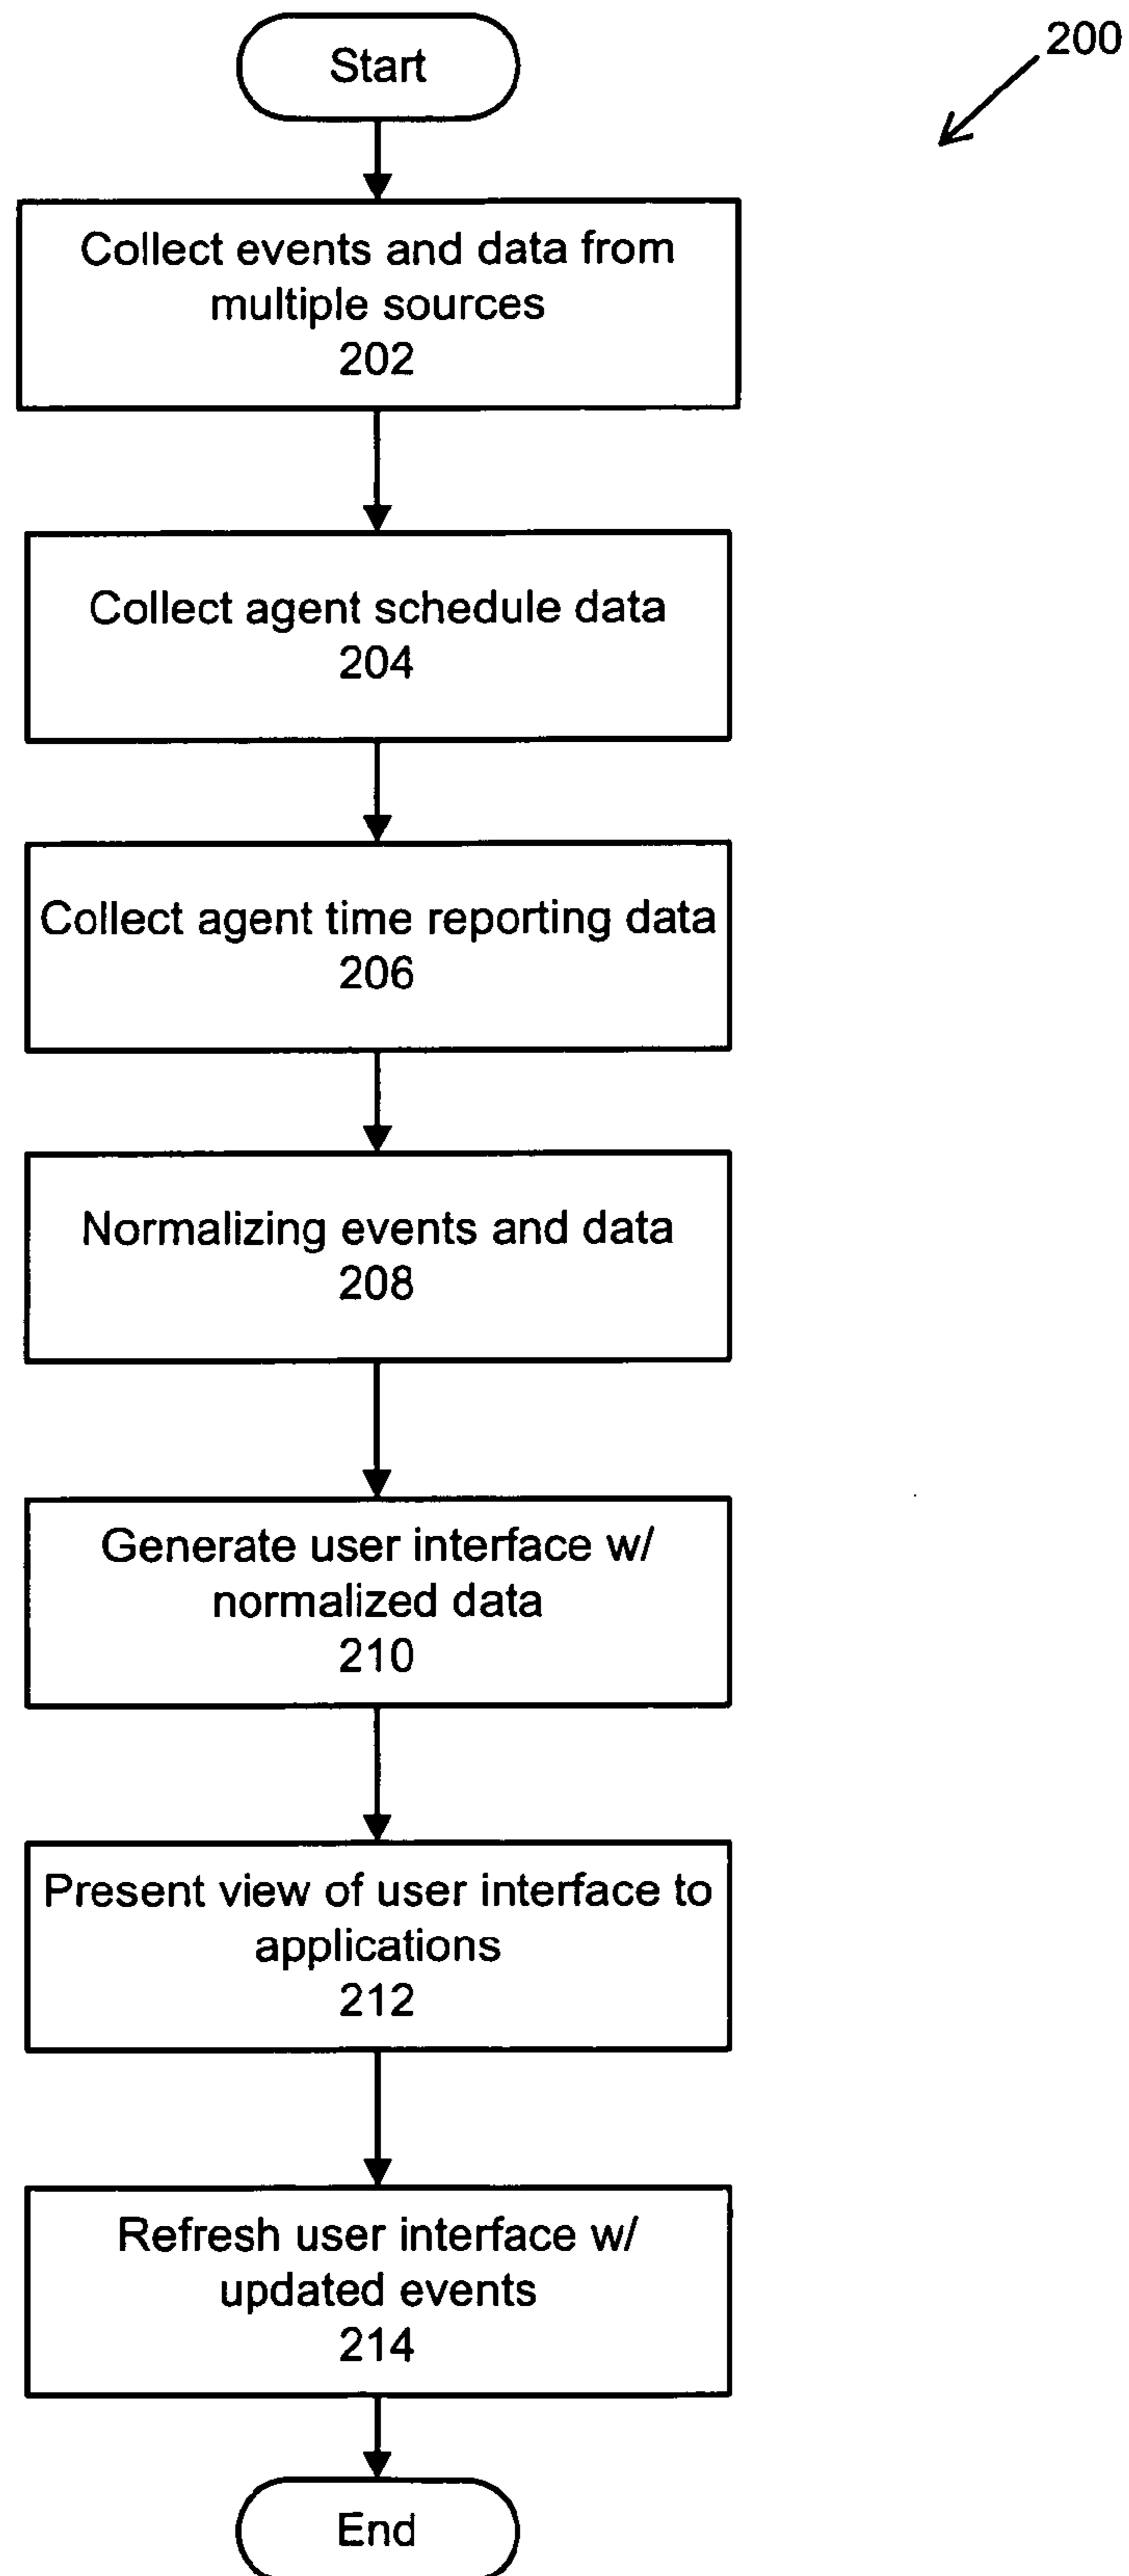 Start
200
Collect events and data from
multiple sources
202
Collect agent schedule data
204
Collect agent time reporting data
206
Normalizing events and data
208
Generate user interface w/
normalized data
210
Present view of user interface to
applications
212
Refresh user interface w/
updated events
214
End